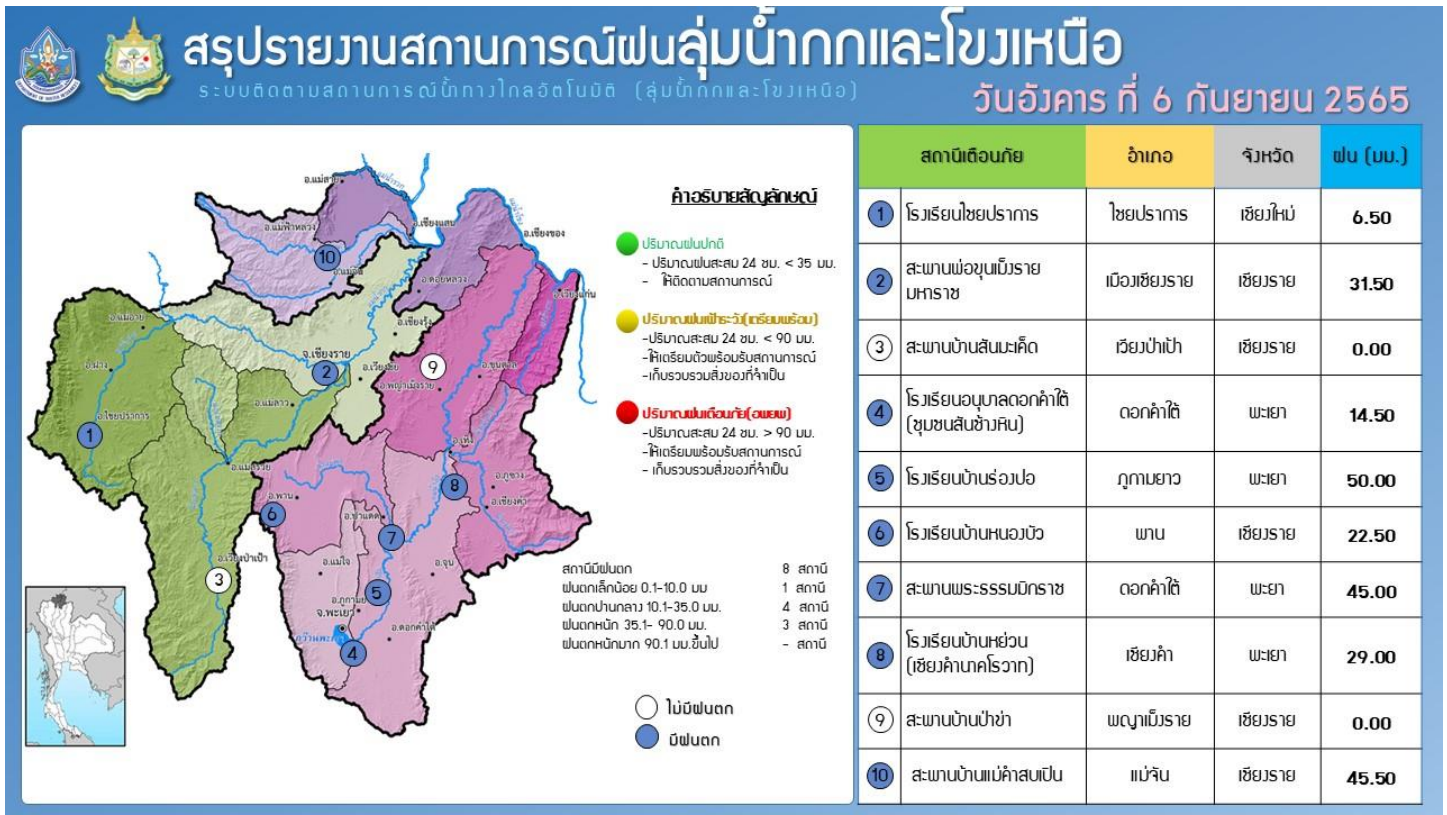 สรุปรายงานสถานการณ์ฝนลุ่มน้ำกกและโขงเหนือ
ระบบติดตามสถานการณ์น้ำทางไกลอัตโนมัติ (ลุ่มน้ำกกและโขงเหนือ)
วันอังคาร ที่ 6 กันยายน 2565
อ.แม่สาย
อ.แม่ฟ้าหลวง
อ.เชียงแสน
อ.เชียงของ
10
อ.แม่จัน
อ.ดอยหลวง
อ.เวียงแก่น
อ.แม่อาย
อ.เชียงรุ้ง
จ.เชียงราย
2
อ.เวียงชัย
9
อ.พญาเม็งราย
อ.ขุนตาล
อ.ฝาง
อ.ไชยปราการ
1
อ.แม่ลาว
อ.แม่สรวย
อ.เทิง
8
อ.ภูซาง
อ.เชียงคำ
อ.พาน
6
อ.ป่าแดด
7
อ.เวียงป่าเป้า
3
อ.แม่ใจ
อ.จุน
5
จ.พะเยา
อ.ดอกคำใต้
4
คำอธิบายสัญลักษณ์
ปริมาณฝนปกติ
- ปริมาณฝนสะสม 24 ชม. < 35 มม.
- ให้ติดตามสถานการณ์
ปริมาณฝนเฝ้าระวัง(เตรียมพร้อม)
-ปริมาณสะสม 24 ชม. < 90 มม.
-ให้เตรียมตัวพร้อมรับสถานการณ์
-เก็บรวบรวมสิ่งของที่จำเป็น
ปริมาณฝนเตือนภัย(อพยพ)
-ปริมาณสะสม 24 ชม. > 90 มม.
-ให้เตรียมพร้อมรับสถานการณ์
- เก็บรวบรวมสิ่งของที่จำเป็น
สถานีมีฝนตก 8 สถานี
ฝนตกเล็กน้อย 0.1-10.0 มม 1 สถานี
ฝนตกปานกลาง 10.1-35.0 มม. 4 สถานี
ฝนตกหนัก 35.1- 90.0 มม. 3 สถานี
ฝนตกหนักมาก 90.1 มม.ขึ้นไป - สถานี
ไม่มีฝนตก
มีฝนตก
สถานีเตือนภัย อำเภอ จังหวัด ฝน (มม.)
1 โรงเรียนไชยปราการ ไชยปราการ เชียงใหม่ 6.50
2 สะพานพ่อขุนเม็งราย
มหาราช เมืองเชียงราย เชียงราย 31.50
3 สะพานบ้านสันมะเค็ด เวียงป่าเป้า เชียงราย 0.00
4 โรงเรียนอนุบาลดอกคำใต้
(ชุมชนสันช้างหิน) ดอกคำใต้ พะเยา 14.50
5 โรงเรียนบ้านร่องปอ ภูกามยาว พะเยา 50.00
6 โรงเรียนบ้านหนองบัว พาน เชียงราย 22.50
7 สะพานพระธรรมมิกราช ดอกคำใต้ พะเยา 45.00
8 โรงเรียนบ้านหย่วน
(เชียงคำนาคโรวาท) เชียงคำ พะเยา 29.00
9 สะพานบ้านป่าข่า พญาเม็งราย เชียงราย 0.00
10 สะพานบ้านแม่คำสบเปิน แม่จัน เชียงราย 45.50